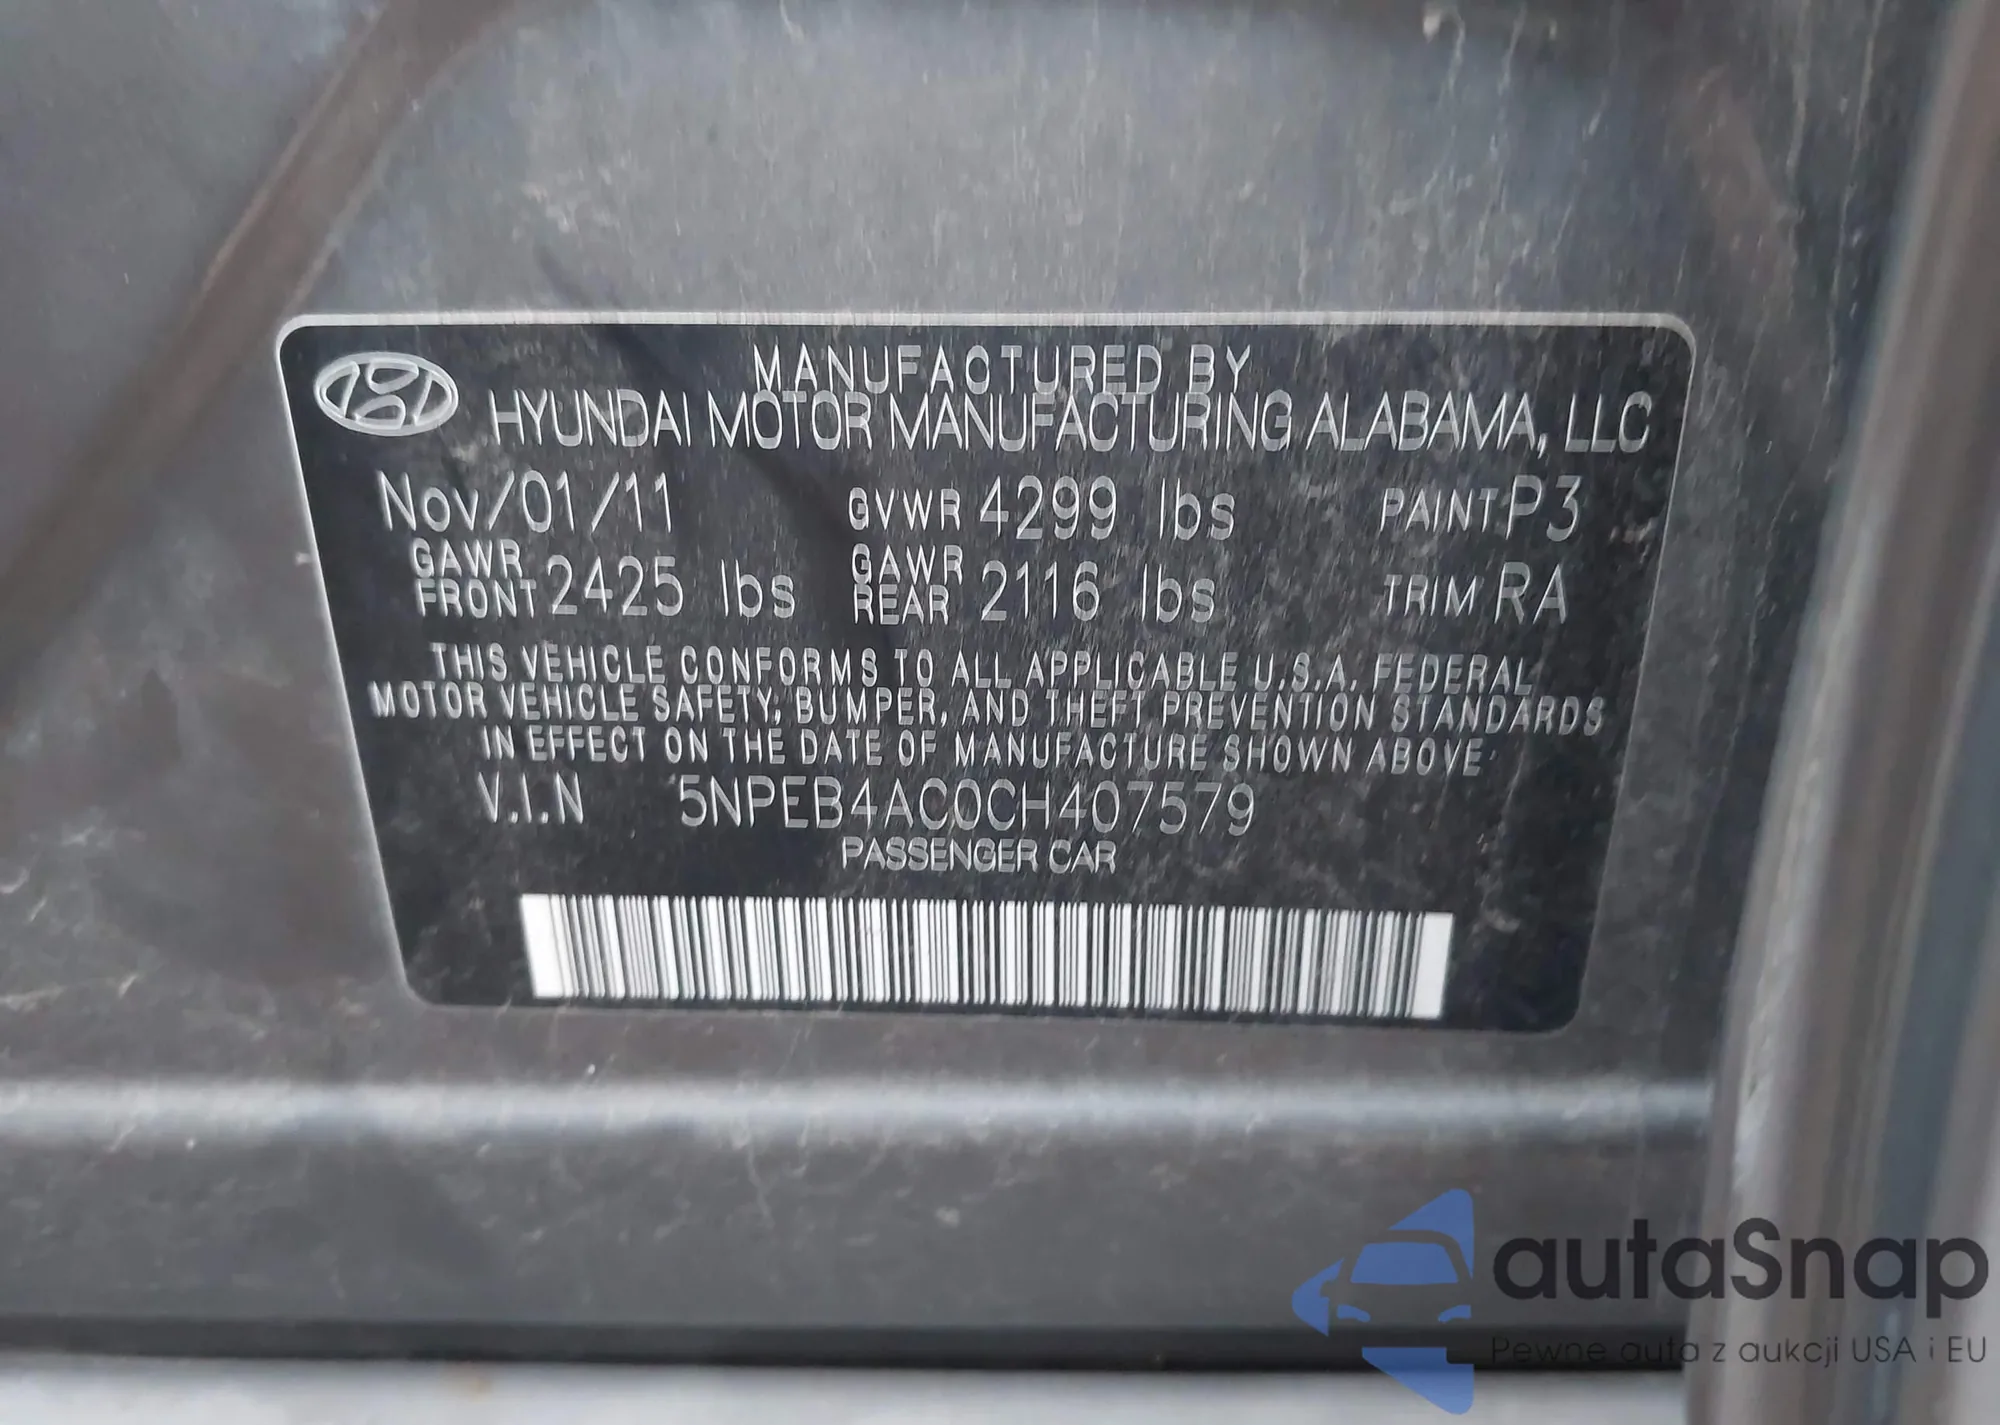 MANUFACTURED BY
HYUNDAI MOTOR MANUFACTURING ALABAMA, LLC
Nov/01/11 GVWR 4299 lbs PAINT:P3
GAWR FRONT 2425 lbs GAWR REAR 2116 lbs TRIM RA
THIS VEHICLE CONFORMS TO ALL APPLICABLE U.S.A. FEDERAL
MOTOR VEHICLE SAFETY, BUMPER, AND THEFT PREVENTION STANDARDS
IN EFFECT ON THE DATE OF MANUFACTURE SHOWN ABOVE
V.I.N 5NPEB4AC0CH407579
PASSENGER CAR
autaSnap
Pewne auta z aukcji USA i EU